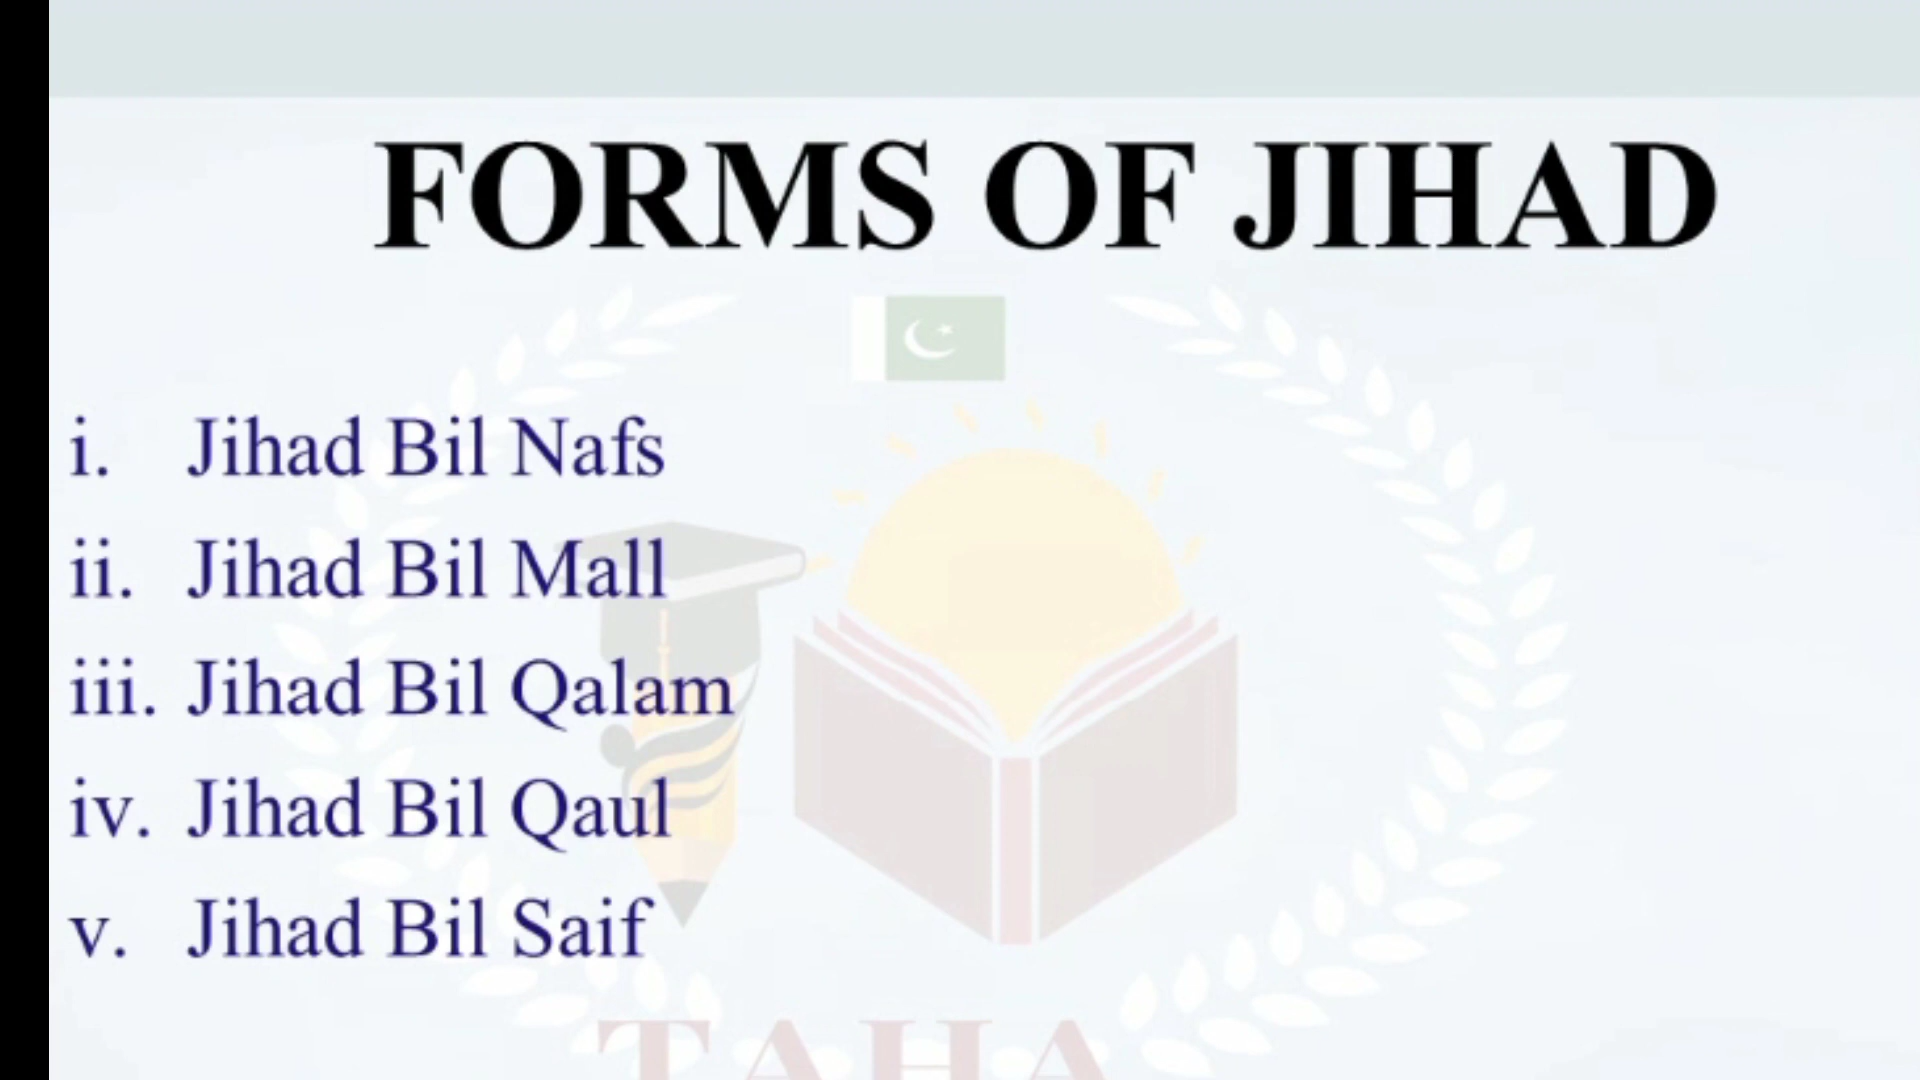 FORMS OF JIHAD
i. Jihad Bil Nafs
ii. Jihad Bil Mall
iii. Jihad Bil Qalam
iv. Jihad Bil Qaul
v. Jihad Bil Saif
TAHA